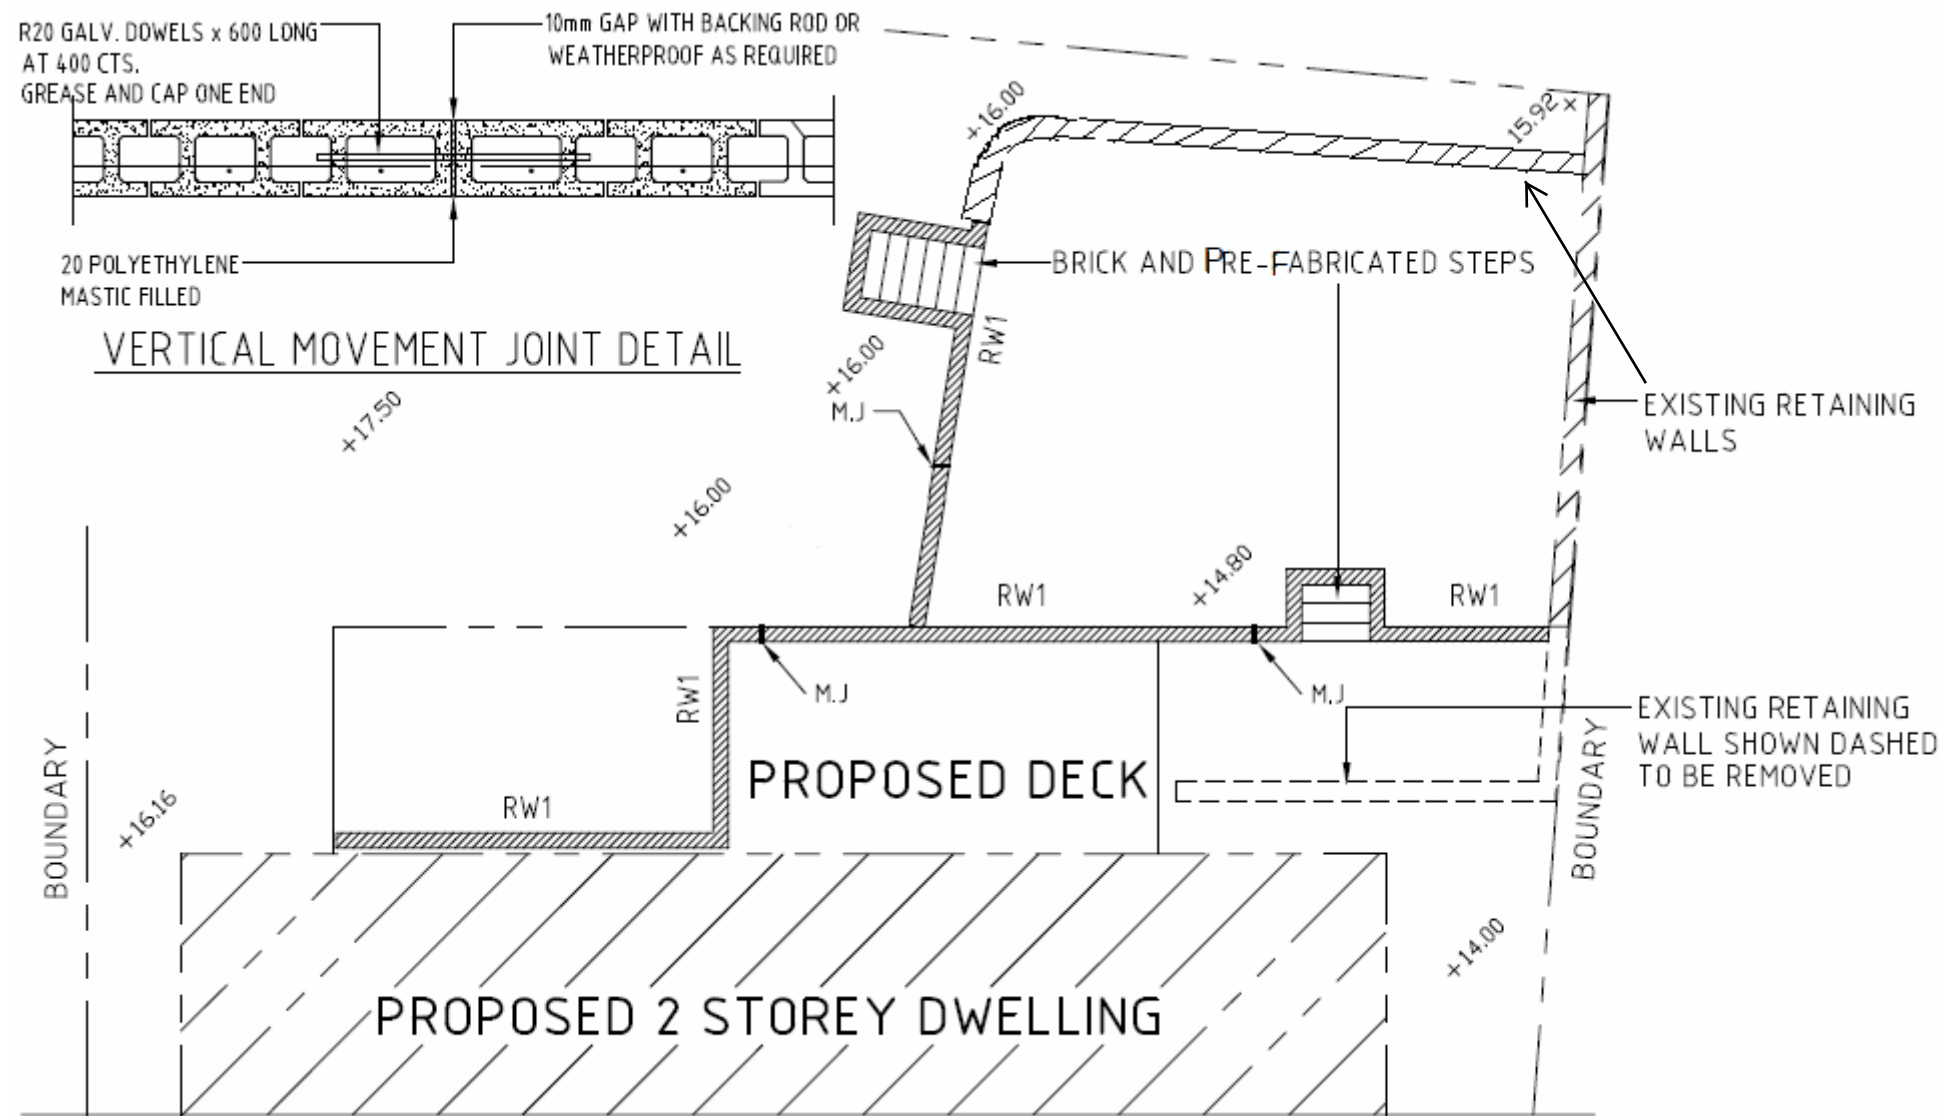 R20 GALV. DOWELS x 600 LONG
AT 400 CTS.
GREASE AND CAP ONE END
10mm GAP WITH BACKING ROD OR
WEATHERPROOF AS REQUIRED
20 POLYETHYLENE
MASTIC FILLED
VERTICAL MOVEMENT JOINT DETAIL
+16.00
15.92 x
BRICK AND PRE-FABRICATED STEPS
RW1
+16.00
M.J
+17.50
EXISTING RETAINING
WALLS
+16.00
+14.80
RW1
RW1
RW1
M.J
M.J
EXISTING RETAINING
WALL SHOWN DASHED
TO BE REMOVED
BOUNDARY
BOUNDARY
PROPOSED DECK
+16.16
RW1
+14.00
PROPOSED 2 STOREY DWELLING